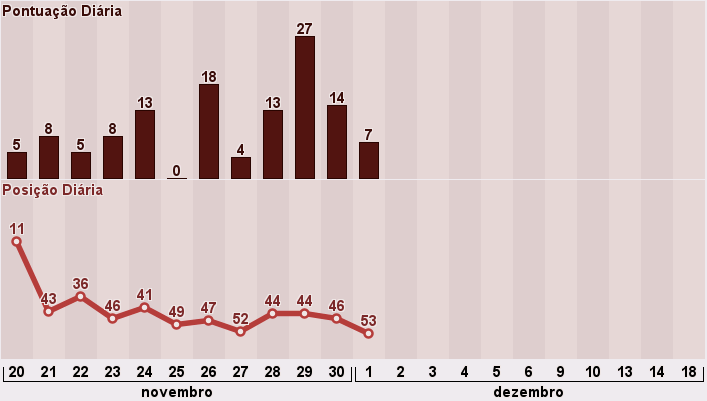 Pontuação Diária
5 8 5 8 13 0 18 4 13 27 14 7
Posição Diária
11 43 36 46 41 49 47 52 44 44 46 53
20 21 22 23 24 25 26 27 28 29 30 1 2 3 4 5 6 9 10 13 14 18
novembro dezembro